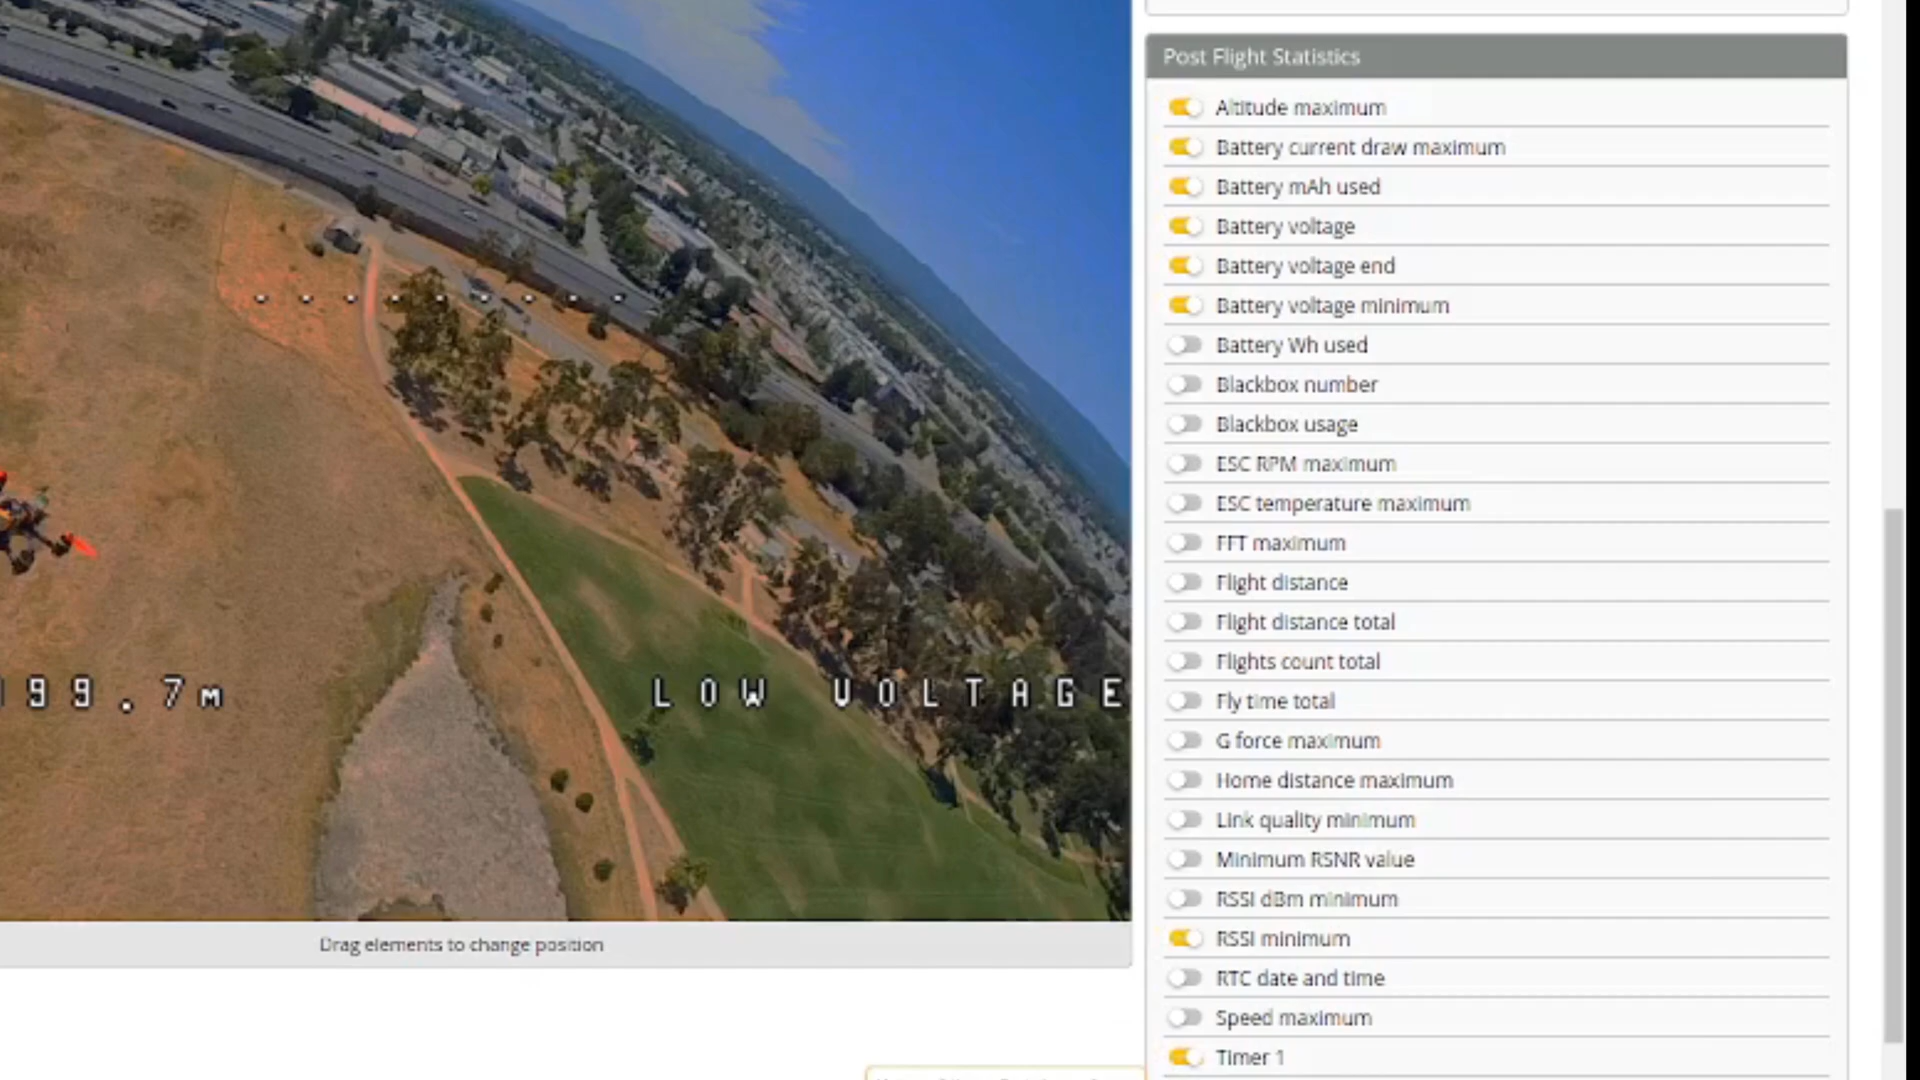 Post Flight Statistics
Altitude maximum
Battery current draw maximum
Battery mAh used
Battery voltage
Battery voltage end
Battery voltage minimum
Battery Wh used
Blackbox number
Blackbox usage
ESC RPM maximum
ESC temperature maximum
FFT maximum
Flight distance
Flight distance total
Flights count total
Fly time total
G force maximum
Home distance maximum
Link quality minimum
Minimum RSNR value
RSSI dBm minimum
RSSI minimum
RTC date and time
Speed maximum
Timer 1
99.7m
LOW VOLTAGE
Drag elements to change position